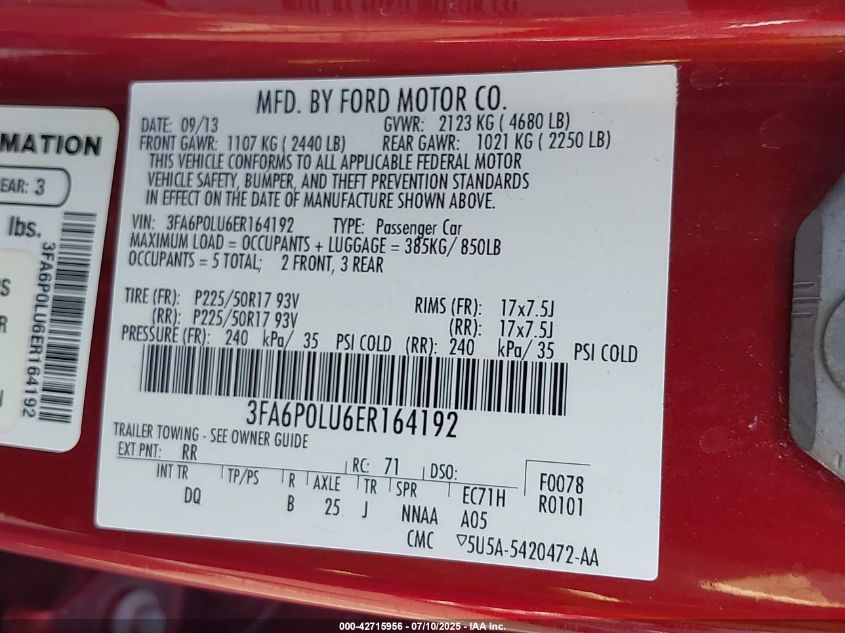 MFD. BY FORD MOTOR CO.
DATE: 09/13 GVWR: 2123 KG ( 4680 LB)
FRONT GAWR: 1107 KG ( 2440 LB) REAR GAWR: 1021 KG ( 2250 LB)
THIS VEHICLE CONFORMS TO ALL APPLICABLE FEDERAL MOTOR
VEHICLE SAFETY, BUMPER, AND THEFT PREVENTION STANDARDS
IN EFFECT ON THE DATE OF MANUFACTURE SHOWN ABOVE.
VIN: 3FA6P0LU6ER164192 TYPE: Passenger Car
MAXIMUM LOAD = OCCUPANTS + LUGGAGE = 385KG/ 850LB
OCCUPANTS = 5 TOTAL; 2 FRONT, 3 REAR
TIRE (FR): P225/50R17 93V RIMS (FR): 17x7.5J
(RR): P225/50R17 93V (RR): 17x7.5J
PRESSURE (FR): 240 kPa/ 35 PSI COLD (RR): 240 kPa/ 35 PSI COLD
3FA6P0LU6ER164192
TRAILER TOWING - SEE OWNER GUIDE
EXT PNT: RR RC: 71 DSO: F0078
INT TR TP/PS R AXLE TR SPR EC71H R0101
DQ B 25 J NNAA A05
CMC ▽5U5A-5420472-AA
MATION
EAR: 3
lbs.
3FA6P0LU6ER164192
PS
R
N
000-42715956 - 07/10/2025 - www.iaai.com